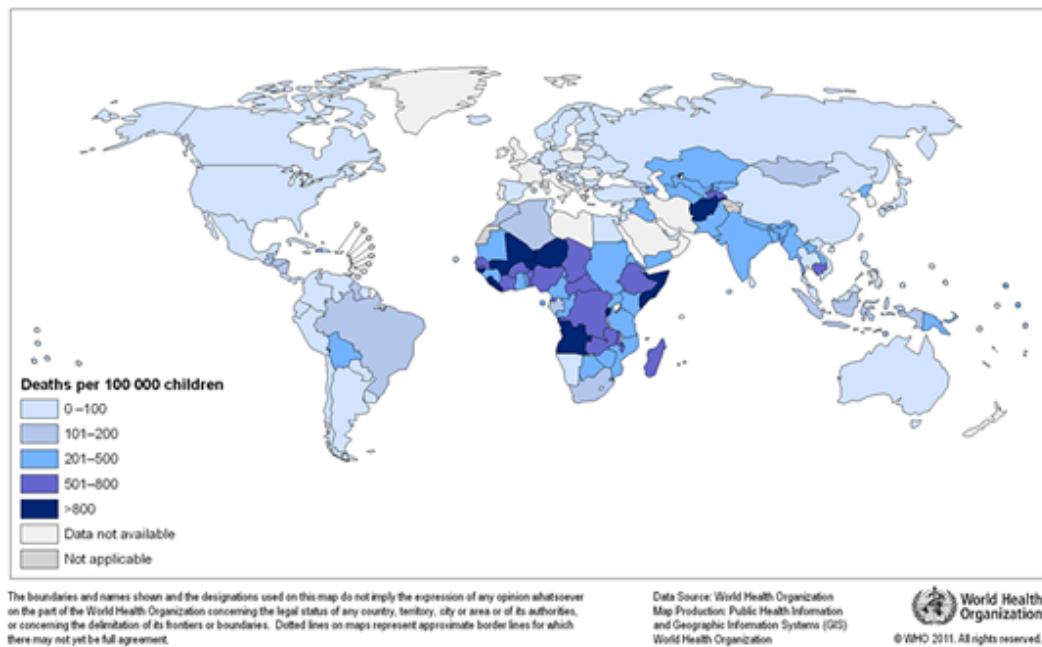 Deaths per 100 000 children
0–100
101–200
201–500
501–800
>800
Data not available
Not applicable
The boundaries and names shown and the designations used on this map do not imply the expression of any opinion whatsoever
on the part of the World Health Organization concerning the legal status of any country, territory, city or area or of its authorities,
or concerning the delimitation of its frontiers or boundaries. Dotted lines on maps represent approximate border lines for which
there may not yet be full agreement.
Data Source: World Health Organization
Map Production: Public Health Information
and Geographic Information Systems (GIS)
World Health Organization
World Health
Organization
© WHO 2011. All rights reserved.